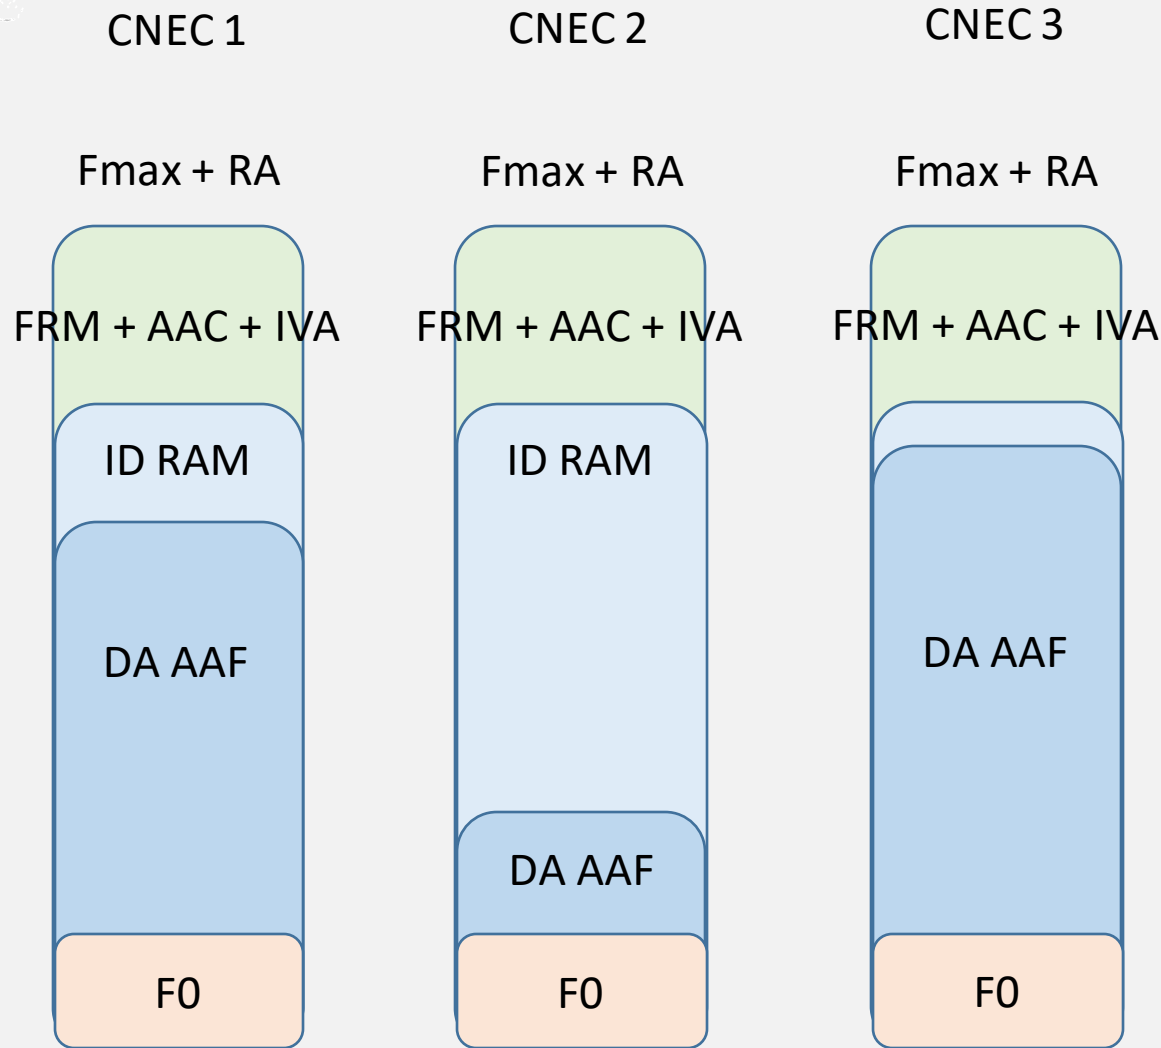 CNEC 1
CNEC 2
CNEC 3
Fmax + RA
Fmax + RA
Fmax + RA
FRM + AAC + IVA
FRM + AAC + IVA
FRM + AAC + IVA
ID RAM
ID RAM
DA AAF
DA AAF
DA AAF
F0
F0
F0